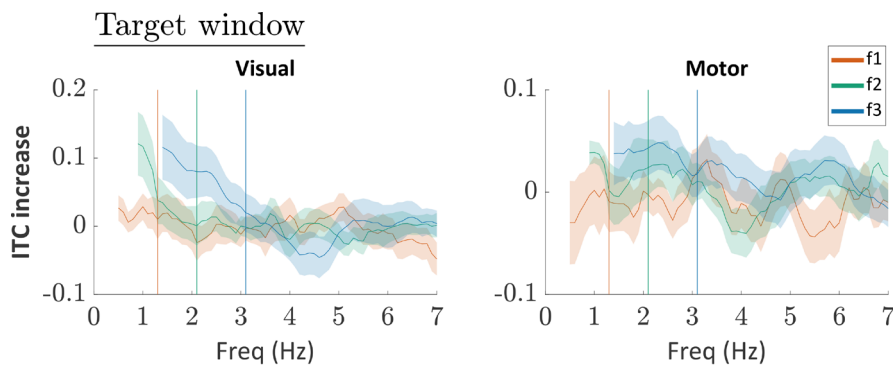 Target window
Visual
Motor
f1
f2
f3
ITC increase
0.2
0.1
0
-0.1
0 1 2 3 4 5 6 7
Freq (Hz)
0.1
0
-0.1
0 1 2 3 4 5 6 7
Freq (Hz)